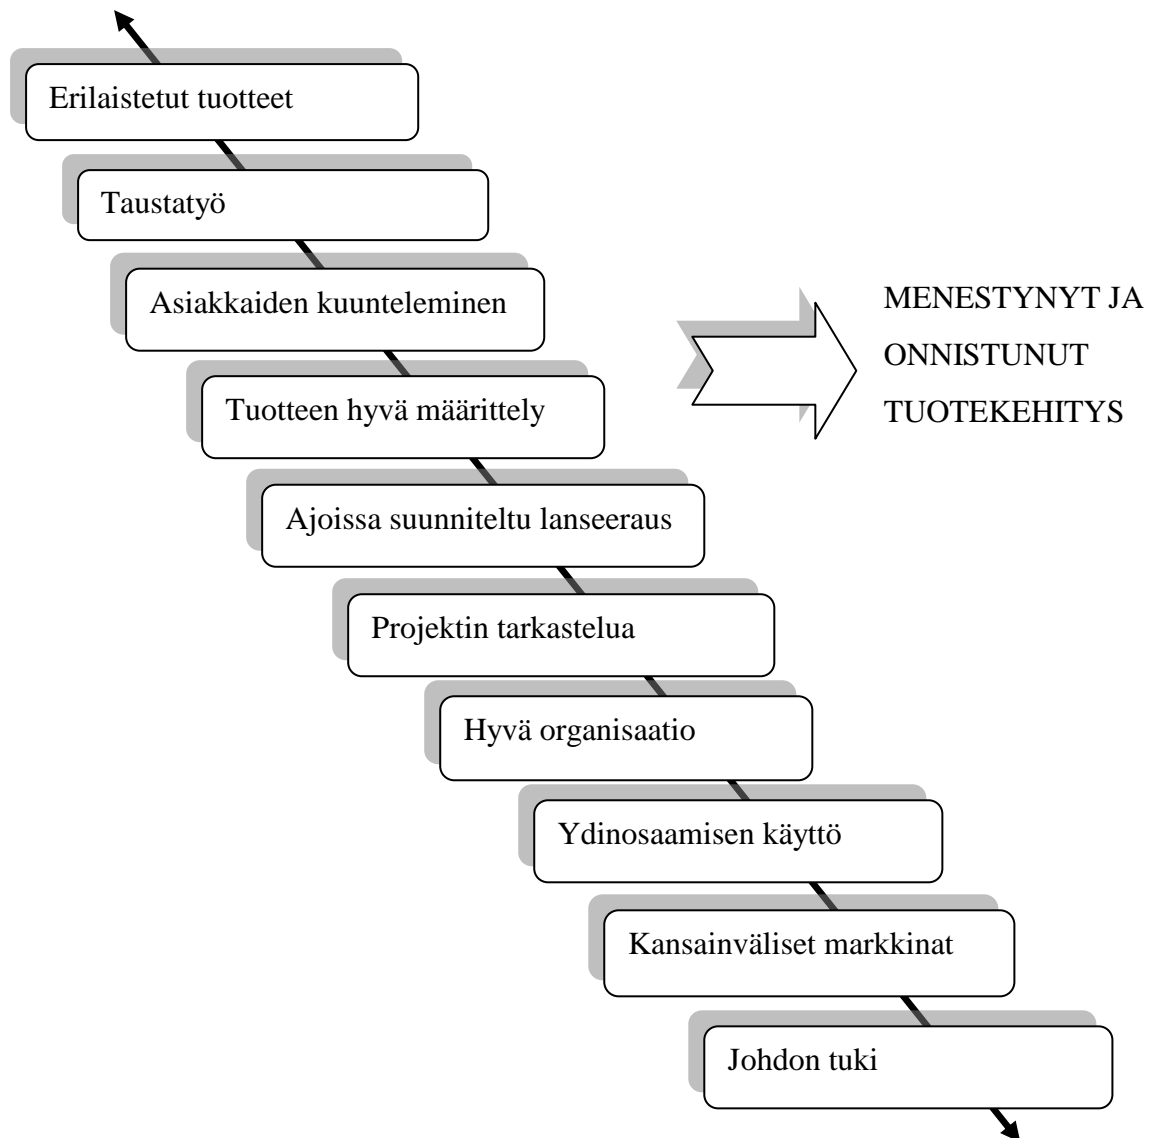 Erilaistetut tuotteet
Taustatyö
Asiakkaiden kuunteleminen
MENESTYNYT JA
ONNISTUNUT
TUOTEKEHITYS
Tuotteen hyvä määrittely
Ajoissa suunniteltu lanseeraus
Projektin tarkastelua
Hyvä organisaatio
Ydinosaamisen käyttö
Kansainväliset markkinat
Johdon tuki